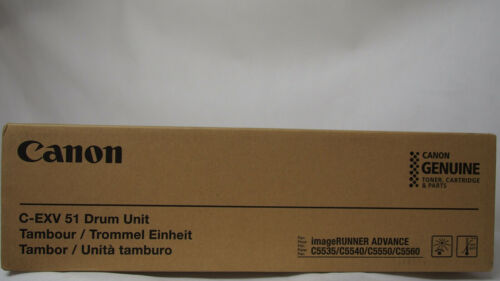 Canon
CANON
GENUINE
TONER, CARTRIDGE
& PARTS
C-EXV 51 Drum Unit
Tambour / Trommel Einheit
Tambor / Unità tamburo
imageRUNNER ADVANCE
C5535/C5540/C5550/C5560